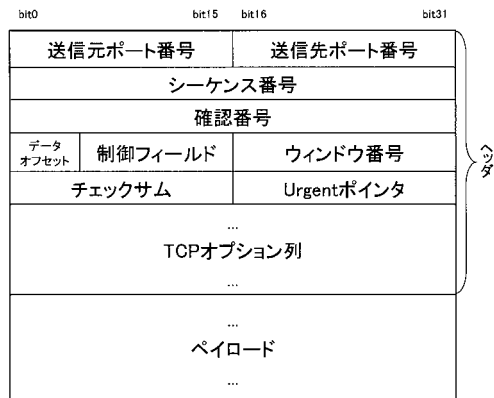 bit0 bit15 bit16 bit31
送信元ポート番号 送信先ポート番号
シーケンス番号
確認番号
データ
オフセット 制御フィールド ウィンドウ番号
チェックサム Urgentポインタ
...
TCPオプション列
...
ヘッダ
...
ペイロード
...